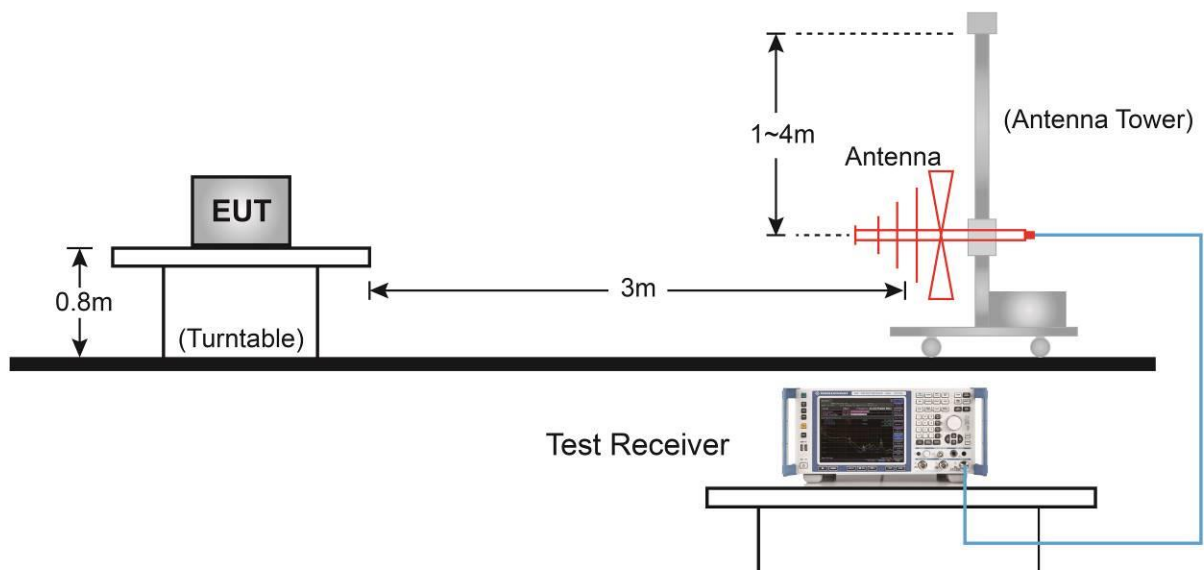 1~4m
(Antenna Tower)
Antenna
EUT
0.8m
3m
(Turntable)
Test Receiver